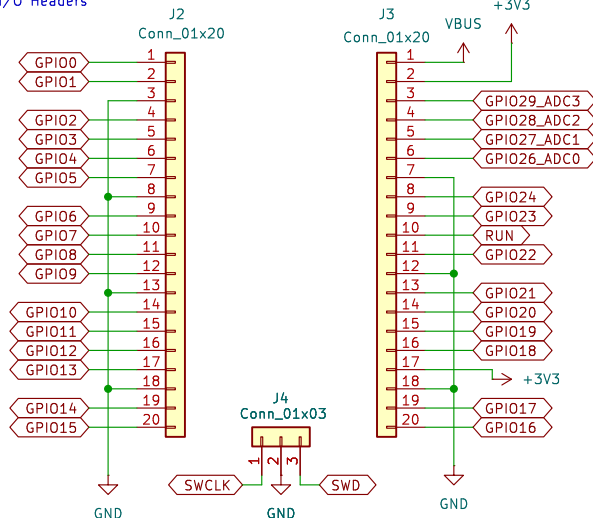 I/O Headers
J2
Conn_01x20
GPIO0 1
GPIO1 2
3
GPIO2 4
GPIO3 5
GPIO4 6
GPIO5 7
8
GPIO6 9
GPIO7 10
GPIO8 11
GPIO9 12
13
GPIO10 14
GPIO11 15
GPIO12 16
GPIO13 17
18
GPIO14 19
GPIO15 20
GND
J3
Conn_01x20
VBUS
+3V3
1
2
3 GPIO29_ADC3
4 GPIO28_ADC2
5 GPIO27_ADC1
6 GPIO26_ADC0
7
8 GPIO24
9 GPIO23
10 RUN
11 GPIO22
12
13 GPIO21
14 GPIO20
15 GPIO19
16 GPIO18
17 +3V3
18
19 GPIO17
20 GPIO16
GND
J4
Conn_01x03
1 2 3
SWCLK SWD
GND